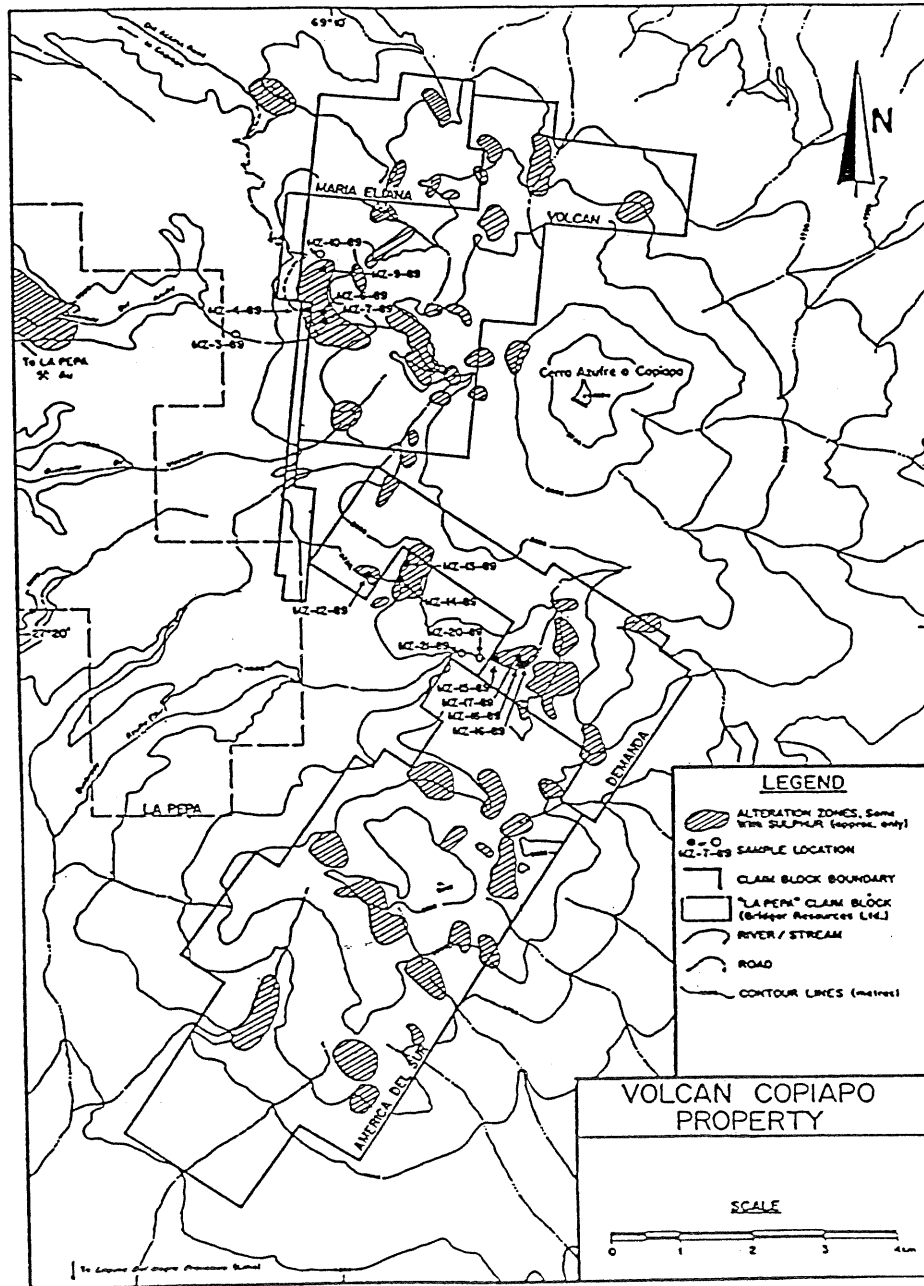 69°10'
to Copiapo
N
MARIA ELIANA
VOLCAN
MZ-10-89
MZ-9-89
MZ-6-89
MZ-7-89
MZ-4-89
MZ-3-89
To LA PEPA
Au
Cerro Azufre o Copiapo
MZ-13-89
MZ-12-89
MZ-14-89
27°20'
MZ-20-89
MZ-21-89
MZ-15-89
MZ-17-89
MZ-18-89
MZ-16-89
DEMANDA
LA PEPA
AMERICA DEL SUR
LEGEND
ALTERATION ZONES, Some
With SULPHUR (approx. only)
MZ-7-89 SAMPLE LOCATION
CLAIM BLOCK BOUNDARY
"LA PEPA" CLAIM BLOCK
(Bridger Resources Ltd.)
RIVER / STREAM
ROAD
CONTOUR LINES (metres)
VOLCAN COPIAPO
PROPERTY
SCALE
0 1 2 3 4 km